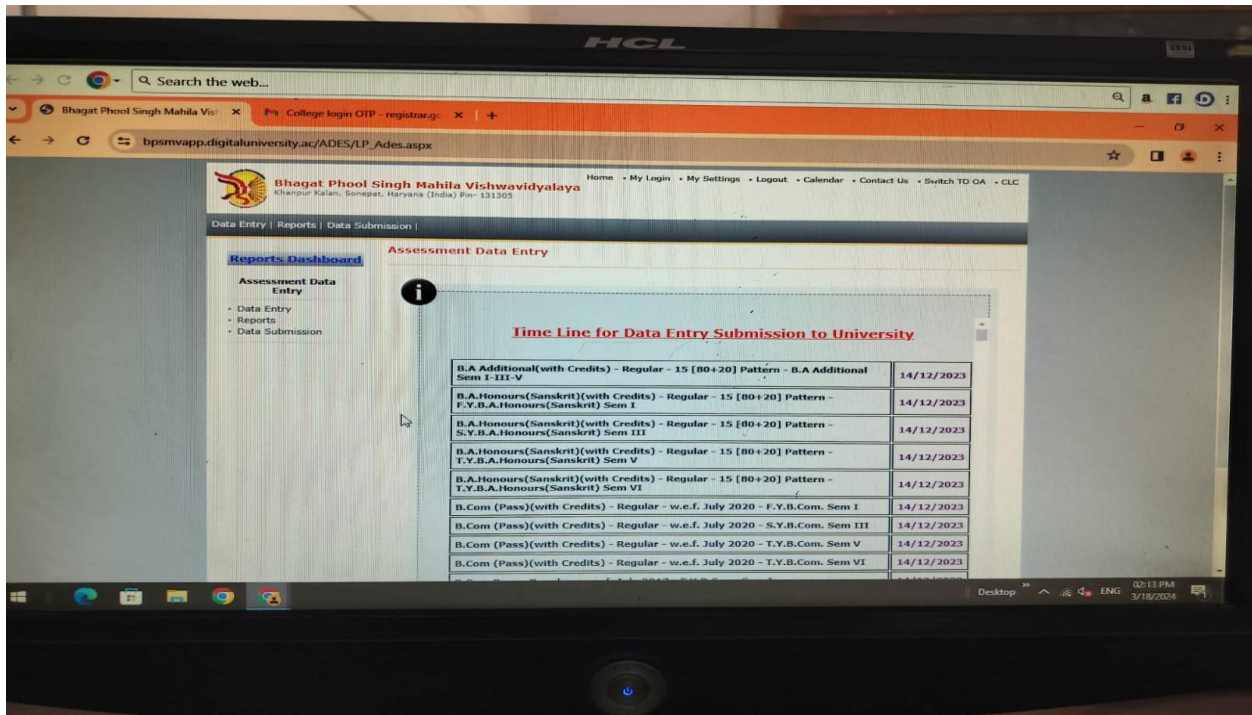 HCL
Search the web...
Bhagat Phool Singh Mahila Vis
College login OTP - registrar.g
bpsmvapp.digitaluniversity.ac/ADES/LP_Ades.aspx
Bhagat Phool Singh Mahila Vishwavidyalaya
Khanpur Kalan, Sonepat, Haryana (India) Pin- 131305
Home • My Login • My Settings • Logout • Calendar • Contact Us • Switch TO OA • CLC
Data Entry | Reports | Data Submission |
Reports Dashboard
Assessment Data
Entry
- Data Entry
- Reports
- Data Submission
Assessment Data Entry
i
Time Line for Data Entry Submission to University
B.A Additional(with Credits) - Regular - 15 [80+20] Pattern - B.A Additional
Sem I-III-V
14/12/2023
B.A.Honours(Sanskrit)(with Credits) - Regular - 15 [80+20] Pattern -
F.Y.B.A.Honours(Sanskrit) Sem I
14/12/2023
B.A.Honours(Sanskrit)(with Credits) - Regular - 15 [80+20] Pattern -
S.Y.B.A.Honours(Sanskrit) Sem III
14/12/2023
B.A.Honours(Sanskrit)(with Credits) - Regular - 15 [80+20] Pattern -
T.Y.B.A.Honours(Sanskrit) Sem V
14/12/2023
B.A.Honours(Sanskrit)(with Credits) - Regular - 15 [80+20] Pattern -
T.Y.B.A.Honours(Sanskrit) Sem VI
14/12/2023
B.Com (Pass)(with Credits) - Regular - w.e.f. July 2020 - F.Y.B.Com. Sem I 14/12/2023
B.Com (Pass)(with Credits) - Regular - w.e.f. July 2020 - S.Y.B.Com. Sem III 14/12/2023
B.Com (Pass)(with Credits) - Regular - w.e.f. July 2020 - T.Y.B.Com. Sem V 14/12/2023
B.Com (Pass)(with Credits) - Regular - w.e.f. July 2020 - T.Y.B.Com. Sem VI 14/12/2023
Desktop
ENG
02:13 PM
3/18/2024